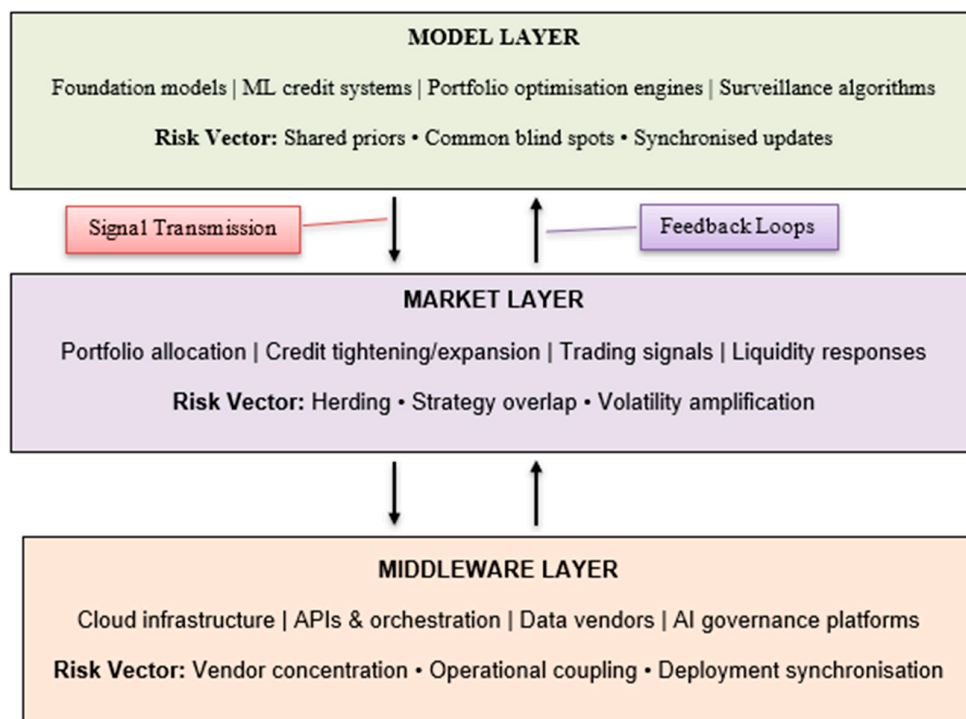 MODEL LAYER
Foundation models | ML credit systems | Portfolio optimisation engines | Surveillance algorithms
Risk Vector: Shared priors • Common blind spots • Synchronised updates
Signal Transmission
Feedback Loops
MARKET LAYER
Portfolio allocation | Credit tightening/expansion | Trading signals | Liquidity responses
Risk Vector: Herding • Strategy overlap • Volatility amplification
MIDDLEWARE LAYER
Cloud infrastructure | APIs & orchestration | Data vendors | AI governance platforms
Risk Vector: Vendor concentration • Operational coupling • Deployment synchronisation